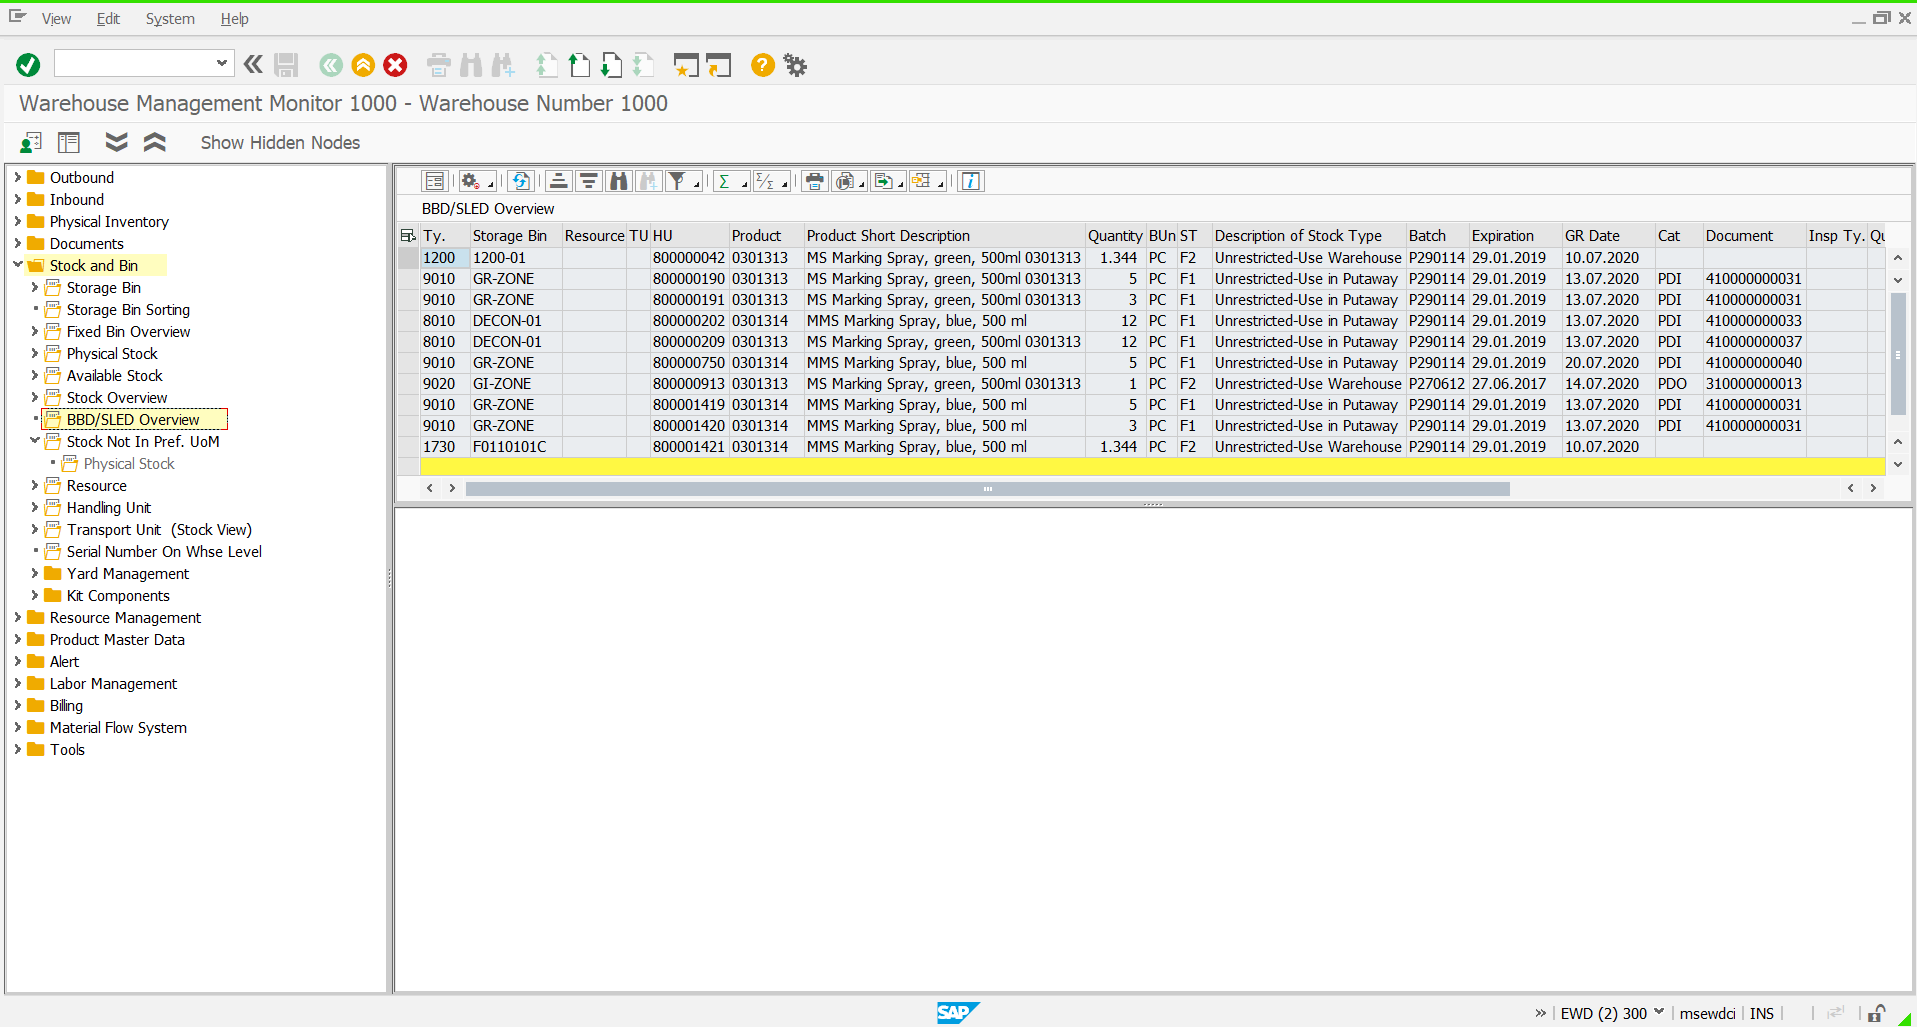 View Edit System Help
Warehouse Management Monitor 1000 - Warehouse Number 1000
Show Hidden Nodes
Outbound
Inbound
Physical Inventory
Documents
Stock and Bin
Storage Bin
Storage Bin Sorting
Fixed Bin Overview
Physical Stock
Available Stock
Stock Overview
BBD/SLED Overview
Stock Not In Pref. UoM
Physical Stock
Resource
Handling Unit
Transport Unit (Stock View)
Serial Number On Whse Level
Yard Management
Kit Components
Resource Management
Product Master Data
Alert
Labor Management
Billing
Material Flow System
Tools
BBD/SLED Overview
Ty. Storage Bin Resource TU HU Product Product Short Description Quantity BUn ST Description of Stock Type Batch Expiration GR Date Cat Document Insp Ty. Qu
1200 1200-01 800000042 0301313 MS Marking Spray, green, 500ml 0301313 1.344 PC F2 Unrestricted-Use Warehouse P290114 29.01.2019 10.07.2020
9010 GR-ZONE 800000190 0301313 MS Marking Spray, green, 500ml 0301313 5 PC F1 Unrestricted-Use in Putaway P290114 29.01.2019 13.07.2020 PDI 410000000031
9010 GR-ZONE 800000191 0301313 MS Marking Spray, green, 500ml 0301313 3 PC F1 Unrestricted-Use in Putaway P290114 29.01.2019 13.07.2020 PDI 410000000031
8010 DECON-01 800000202 0301314 MMS Marking Spray, blue, 500 ml 12 PC F1 Unrestricted-Use in Putaway P290114 29.01.2019 13.07.2020 PDI 410000000033
8010 DECON-01 800000209 0301313 MS Marking Spray, green, 500ml 0301313 12 PC F1 Unrestricted-Use in Putaway P290114 29.01.2019 13.07.2020 PDI 410000000037
9010 GR-ZONE 800000750 0301314 MMS Marking Spray, blue, 500 ml 5 PC F1 Unrestricted-Use in Putaway P290114 29.01.2019 20.07.2020 PDI 410000000040
9020 GI-ZONE 800000913 0301313 MS Marking Spray, green, 500ml 0301313 1 PC F2 Unrestricted-Use Warehouse P270612 27.06.2017 14.07.2020 PDO 310000000013
9010 GR-ZONE 800001419 0301314 MMS Marking Spray, blue, 500 ml 5 PC F1 Unrestricted-Use in Putaway P290114 29.01.2019 13.07.2020 PDI 410000000031
9010 GR-ZONE 800001420 0301314 MMS Marking Spray, blue, 500 ml 3 PC F1 Unrestricted-Use in Putaway P290114 29.01.2019 13.07.2020 PDI 410000000031
1730 F0110101C 800001421 0301314 MMS Marking Spray, blue, 500 ml 1.344 PC F2 Unrestricted-Use Warehouse P290114 29.01.2019 10.07.2020
SAP EWD (2) 300 msewdci INS